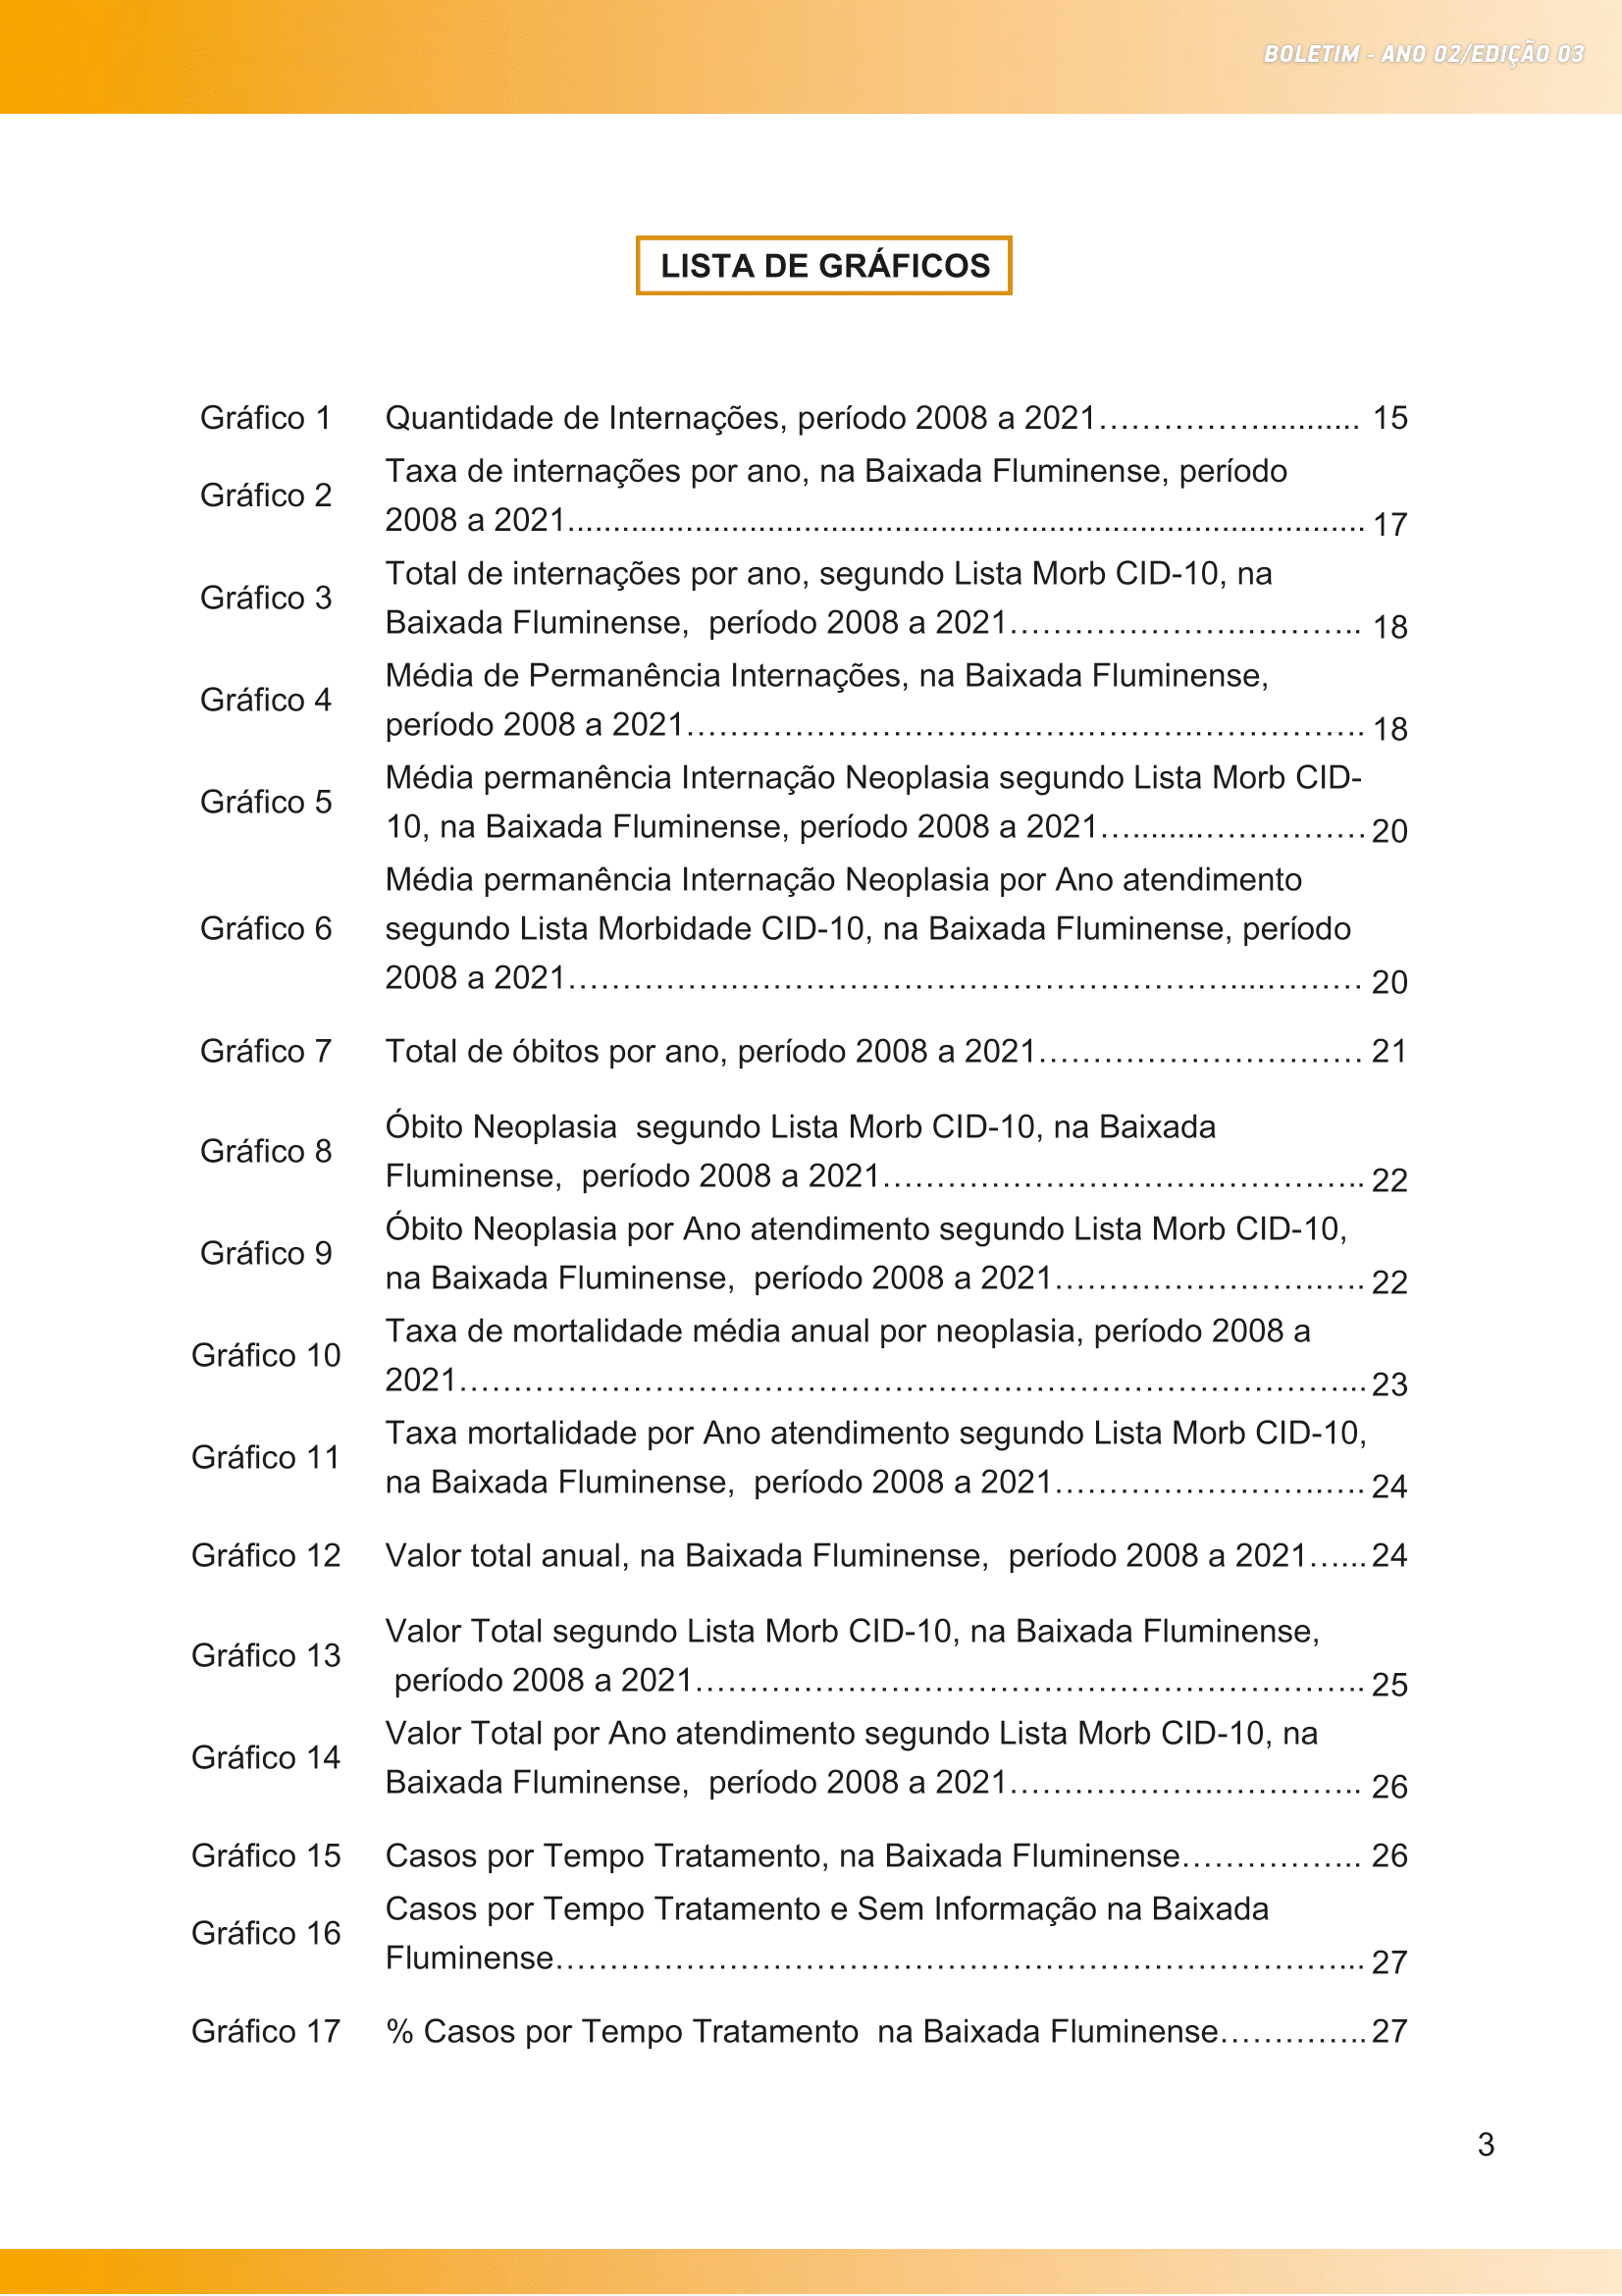 BOLETIM - ANO 02/EDIÇÃO 03
LISTA DE GRÁFICOS
Gráfico 1 Quantidade de Internações, período 2008 a 2021……………........... 15
Gráfico 2 Taxa de internações por ano, na Baixada Fluminense, período
2008 a 2021........................................................................................ 17
Gráfico 3 Total de internações por ano, segundo Lista Morb CID-10, na
Baixada Fluminense, período 2008 a 2021………………….……….. 18
Gráfico 4 Média de Permanência Internações, na Baixada Fluminense,
período 2008 a 2021……………………………….……….……………. 18
Gráfico 5 Média permanência Internação Neoplasia segundo Lista Morb CID-
10, na Baixada Fluminense, período 2008 a 2021….......…………… 20
Gráfico 6 Média permanência Internação Neoplasia por Ano atendimento
segundo Lista Morbidade CID-10, na Baixada Fluminense, período
2008 a 2021…………….………………………………………....……… 20
Gráfico 7 Total de óbitos por ano, período 2008 a 2021………………………… 21
Gráfico 8 Óbito Neoplasia segundo Lista Morb CID-10, na Baixada
Fluminense, período 2008 a 2021………………………….………….. 22
Gráfico 9 Óbito Neoplasia por Ano atendimento segundo Lista Morb CID-10,
na Baixada Fluminense, período 2008 a 2021…………………….…. 22
Gráfico 10 Taxa de mortalidade média anual por neoplasia, período 2008 a
2021………………………………………………………………………... 23
Gráfico 11 Taxa mortalidade por Ano atendimento segundo Lista Morb CID-10,
na Baixada Fluminense, período 2008 a 2021…………………….…. 24
Gráfico 12 Valor total anual, na Baixada Fluminense, período 2008 a 2021…... 24
Gráfico 13 Valor Total segundo Lista Morb CID-10, na Baixada Fluminense,
período 2008 a 2021…………………………………………………….. 25
Gráfico 14 Valor Total por Ano atendimento segundo Lista Morb CID-10, na
Baixada Fluminense, período 2008 a 2021……………….………….. 26
Gráfico 15 Casos por Tempo Tratamento, na Baixada Fluminense…………….. 26
Gráfico 16 Casos por Tempo Tratamento e Sem Informação na Baixada
Fluminense………………………………………………………………... 27
Gráfico 17 % Casos por Tempo Tratamento na Baixada Fluminense………….. 27
3